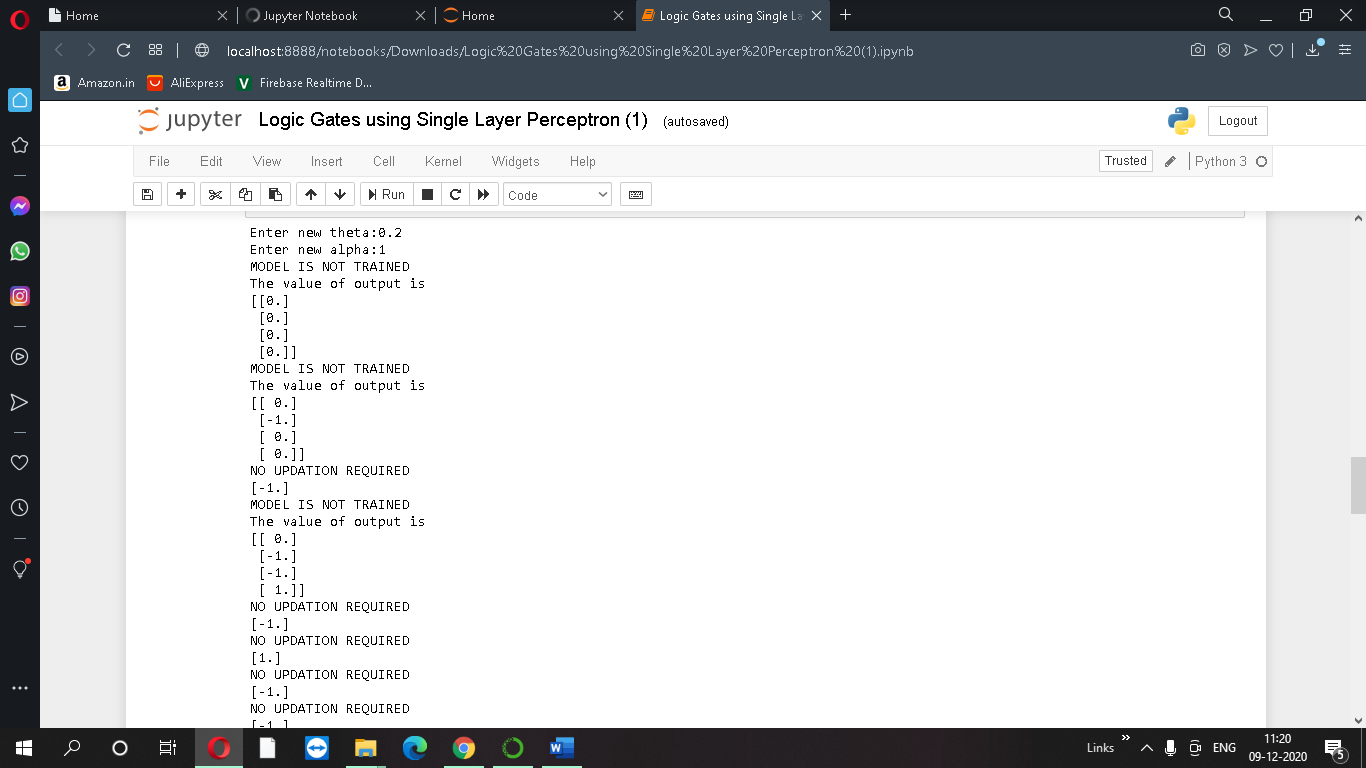 Home
Jupyter Notebook
Home
Logic Gates using Single La
localhost:8888/notebooks/Downloads/Logic%20Gates%20using%20Single%20Layer%20Perceptron%20(1).ipynb
Amazon.in
AliExpress
Firebase Realtime D...
jupyter Logic Gates using Single Layer Perceptron (1) (autosaved)
Logout
File Edit View Insert Cell Kernel Widgets Help
Trusted
Python 3
Run
Code
Enter new theta:0.2
Enter new alpha:1
MODEL IS NOT TRAINED
The value of output is
[[0.]
[0.]
[0.]
[0.]]
MODEL IS NOT TRAINED
The value of output is
[[ 0.]
[-1.]
[ 0.]
[ 0.]]
NO UPDATION REQUIRED
[-1.]
MODEL IS NOT TRAINED
The value of output is
[[ 0.]
[-1.]
[-1.]
[ 1.]]
NO UPDATION REQUIRED
[-1.]
NO UPDATION REQUIRED
[1.]
NO UPDATION REQUIRED
[-1.]
NO UPDATION REQUIRED
[-1.]
Links
ENG
11:20
09-12-2020
5